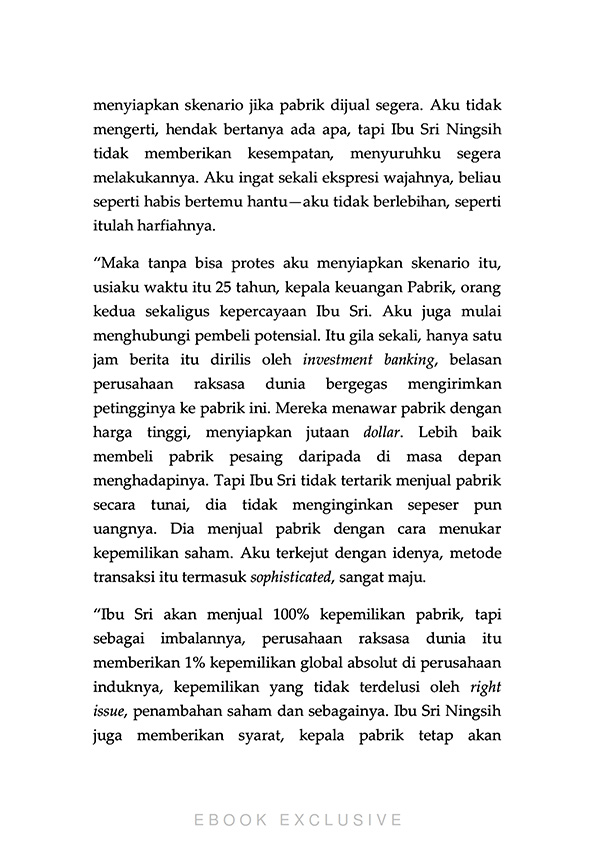 menyiapkan skenario jika pabrik dijual segera. Aku tidak
mengerti, hendak bertanya ada apa, tapi Ibu Sri Ningsih
tidak memberikan kesempatan, menyuruhku segera
melakukannya. Aku ingat sekali ekspresi wajahnya, beliau
seperti habis bertemu hantu—aku tidak berlebihan, seperti
itulah harfiahnya.
“Maka tanpa bisa protes aku menyiapkan skenario itu,
usiaku waktu itu 25 tahun, kepala keuangan Pabrik, orang
kedua sekaligus kepercayaan Ibu Sri. Aku juga mulai
menghubungi pembeli potensial. Itu gila sekali, hanya satu
jam berita itu dirilis oleh investment banking, belasan
perusahaan raksasa dunia bergegas mengirimkan
petingginya ke pabrik ini. Mereka menawar pabrik dengan
harga tinggi, menyiapkan jutaan dollar. Lebih baik
membeli pabrik pesaing daripada di masa depan
menghadapinya. Tapi Ibu Sri tidak tertarik menjual pabrik
secara tunai, dia tidak menginginkan sepeser pun
uangnya. Dia menjual pabrik dengan cara menukar
kepemilikan saham. Aku terkejut dengan idenya, metode
transaksi itu termasuk sophisticated, sangat maju.
“Ibu Sri akan menjual 100% kepemilikan pabrik, tapi
sebagai imbalannya, perusahaan raksasa dunia itu
memberikan 1% kepemilikan global absolut di perusahaan
induknya, kepemilikan yang tidak terdelusi oleh right
issue, penambahan saham dan sebagainya. Ibu Sri Ningsih
juga memberikan syarat, kepala pabrik tetap akan
EBOOK EXCLUSIVE